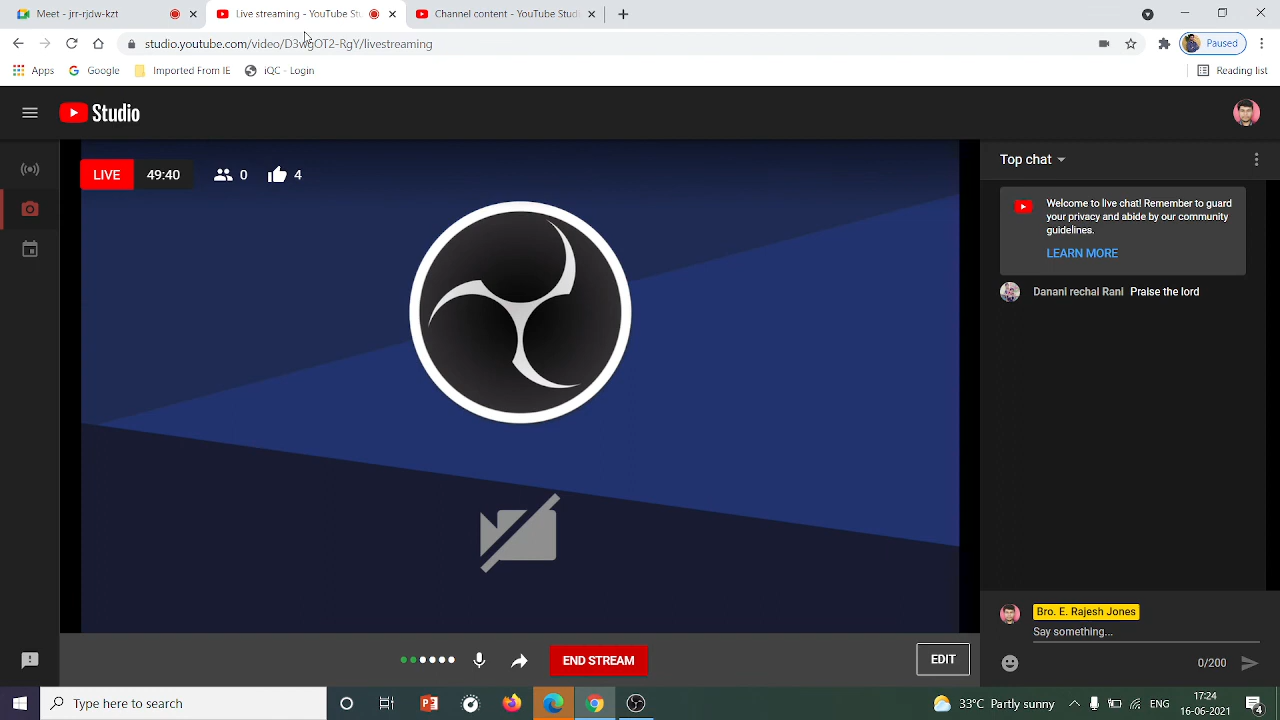 Meet - jrr-rjdw-kzt
Live streaming - YouTube Stu
Channel content - YouTube Studi
studio.youtube.com/video/D3wgOT2-RgY/livestreaming
Paused
Apps
Google
Imported From IE
iQC - Login
Reading list
Studio
LIVE
49:40
0
4
Top chat
Welcome to live chat! Remember to guard
your privacy and abide by our community
guidelines.
LEARN MORE
Danani rechal Rani Praise the lord
Bro. E. Rajesh Jones
Say something...
0/200
END STREAM
EDIT
Type here to search
33°C Partly sunny
ENG
17:24
16-06-2021
4